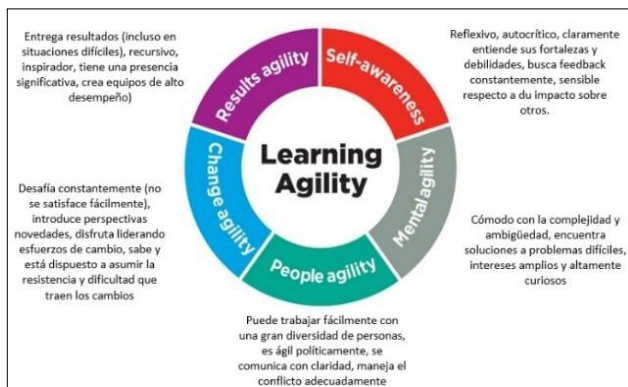 Entrega resultados (incluso en
situaciones difíciles), recursivo,
inspirador, tiene una presencia
significativa, crea equipos de alto
desempeño)
Reflexivo, autocrítico, claramente
entiende sus fortalezas y
debilidades, busca feedback
constantemente, sensible
respecto a du impacto sobre
otros.
Results agility
Self-awareness
Learning
Agility
Change agility
Mental agility
People agility
Desafía constantemente (no
se satisface fácilmente),
introduce perspectivas
novedades, disfruta liderando
esfuerzos de cambio, sabe y
está dispuesto a asumir la
resistencia y dificultad que
traen los cambios
Cómodo con la complejidad y
ambigüedad, encuentra
soluciones a problemas difíciles,
intereses amplios y altamente
curiosos
Puede trabajar fácilmente con
una gran diversidad de personas,
es ágil políticamente, se
comunica con claridad, maneja el
conflicto adecuadamente